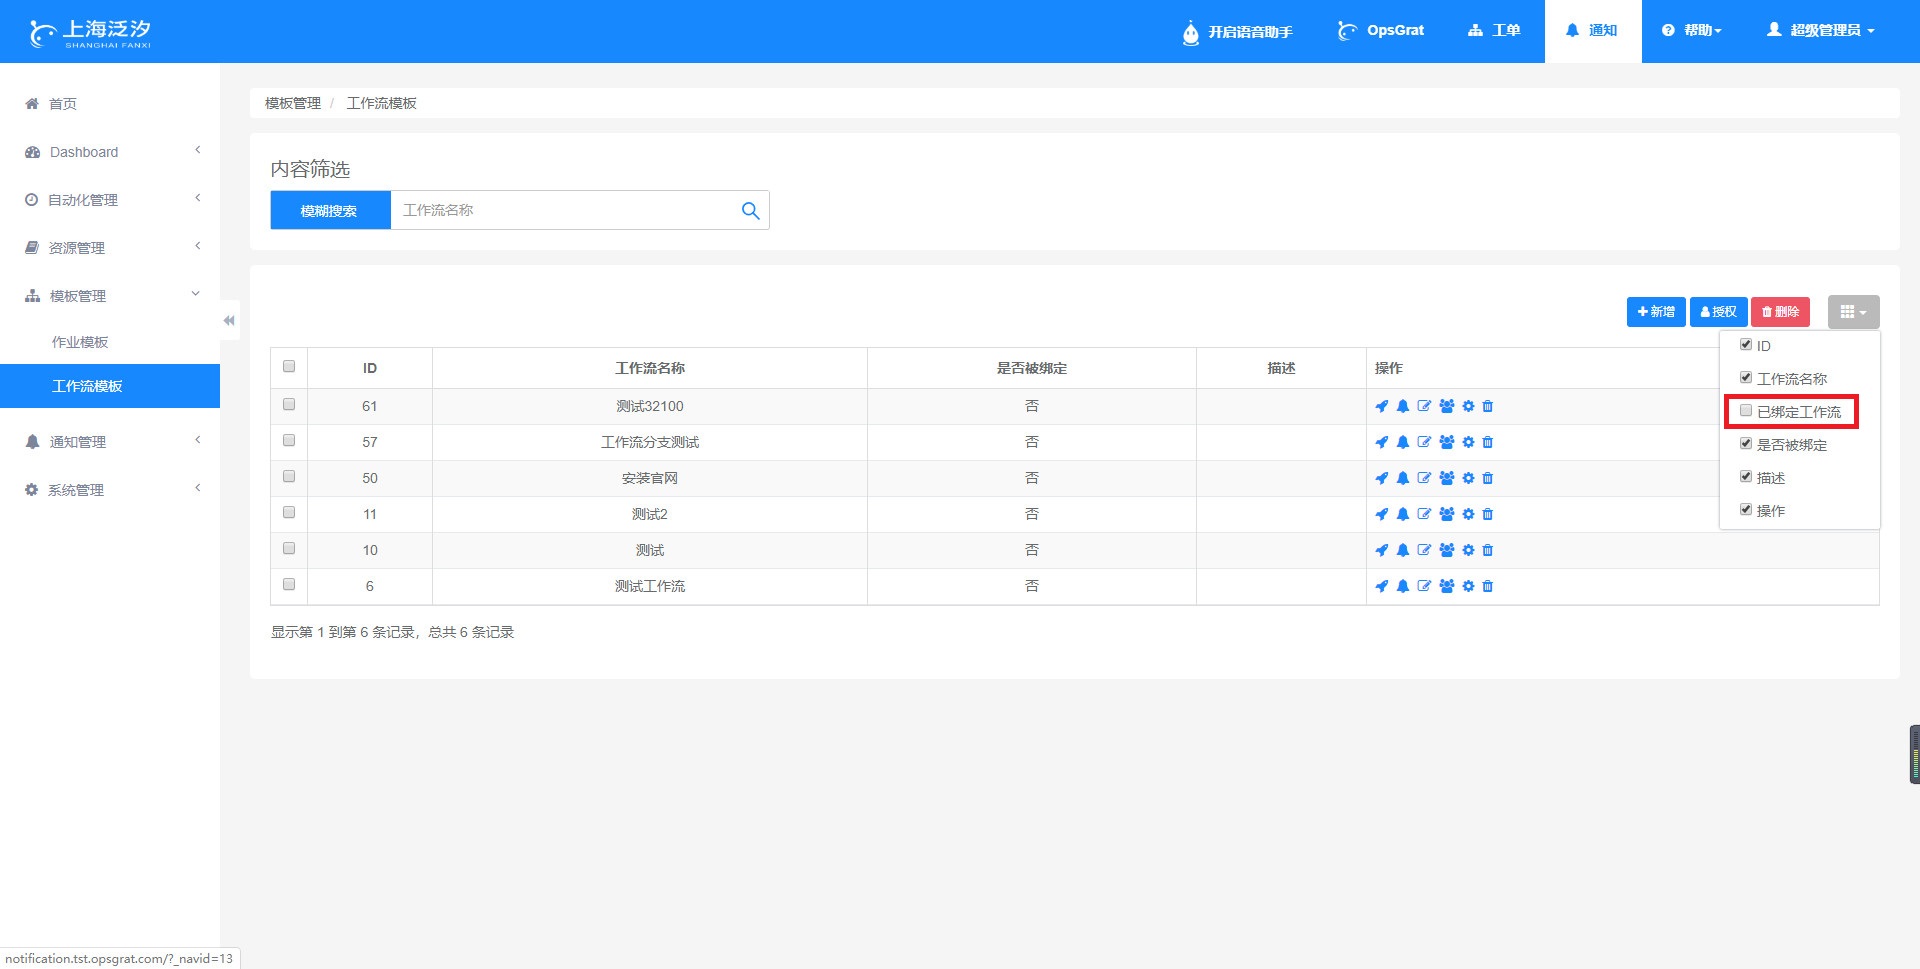 上海泛汐
SHANGHAI FANXI
开启语音助手
OpsGrat
工单
通知
帮助
超级管理员
首页
Dashboard
自动化管理
资源管理
模板管理
作业模板
工作流模板
通知管理
系统管理
模板管理 / 工作流模板
内容筛选
模糊搜索 工作流名称
新增 授权 删除
ID 工作流名称 是否被绑定 描述 操作
61 测试32100 否
57 工作流分支测试 否
50 安装官网 否
11 测试2 否
10 测试 否
6 测试工作流 否
ID
工作流名称
已绑定工作流
是否被绑定
描述
操作
显示第 1 到第 6 条记录，总共 6 条记录
notification.tst.opsgrat.com/?_navid=13